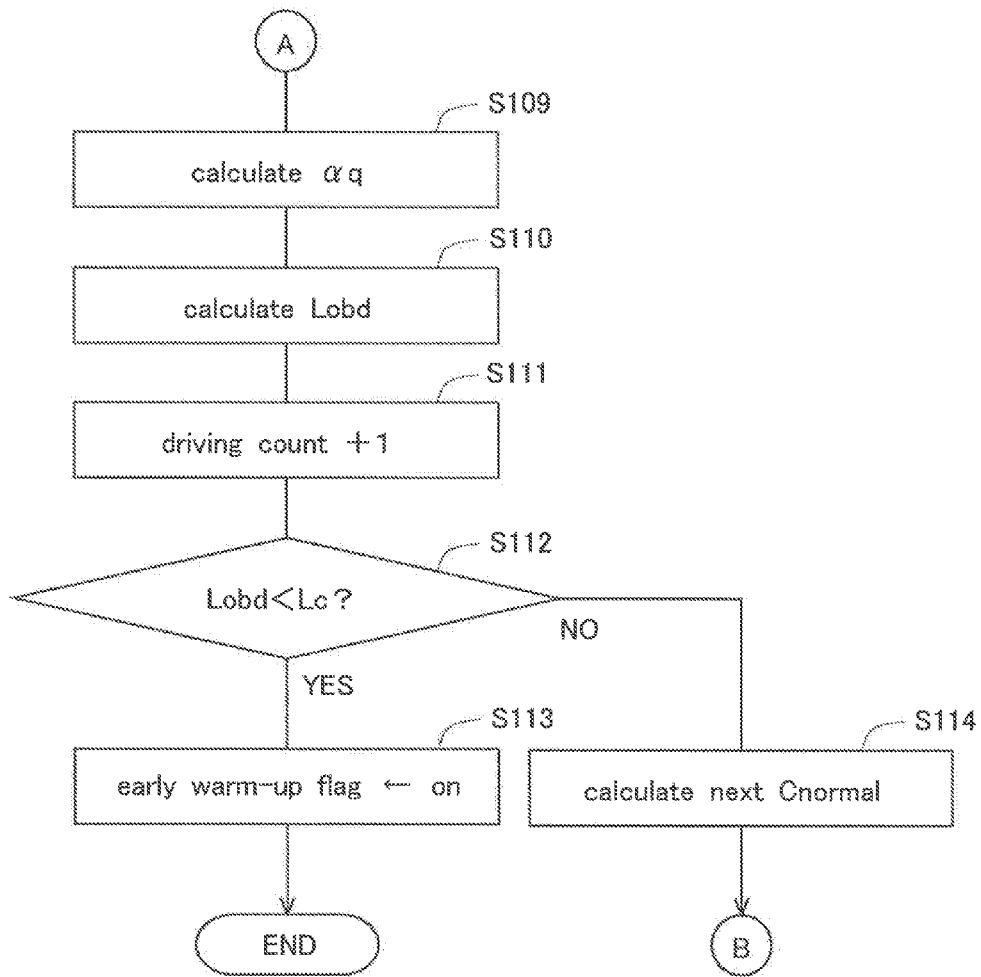 A
S109
calculate αq
S110
calculate Lobd
S111
driving count +1
S112
Lobd<Lc?
NO
YES
S113
early warm-up flag ← on
S114
calculate next Cnormal
END
B